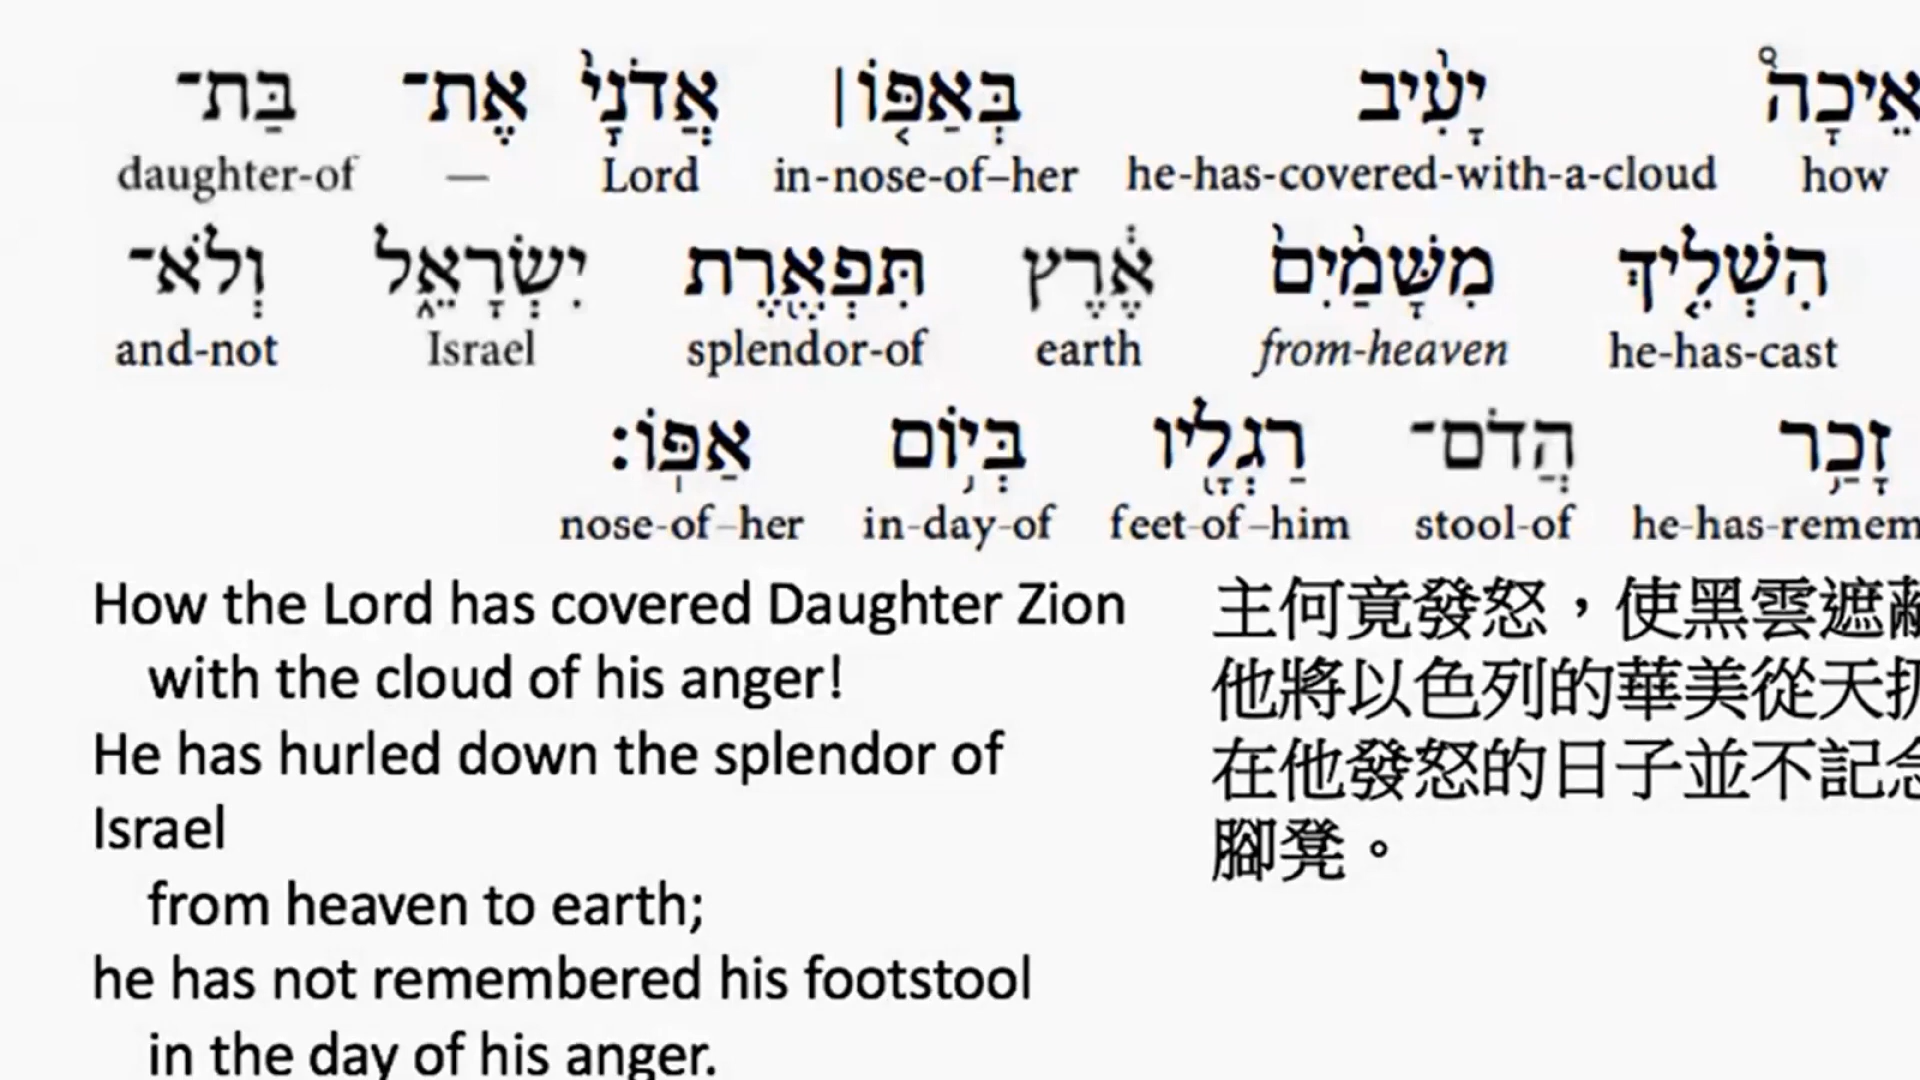 אֵיכָה֩ יָעִ֨יב בְּאַפּ֤וֹ ׀ אֲדֹנָי֙ אֶת־ בַּת־
daughter-of — Lord in-nose-of–her he-has-covered-with-a-cloud how
הִשְׁלִ֤יךְ מִשָּׁמַ֙יִם֙ אֶ֔רֶץ תִּפְאֶ֖רֶת יִשְׂרָאֵ֑ל וְלֹא־
and-not Israel splendor-of earth from-heaven he-has-cast
זָכַ֥ר הֲדֹם־ רַגְלָ֖יו בְּי֥וֹם אַפּֽוֹ׃
nose-of–her in-day-of feet-of–him stool-of he-has-remem
How the Lord has covered Daughter Zion
with the cloud of his anger!
He has hurled down the splendor of
Israel
from heaven to earth;
he has not remembered his footstool
in the day of his anger.
主何竟發怒，使黑雲遮
他將以色列的華美從天
在他發怒的日子並不記
腳凳。